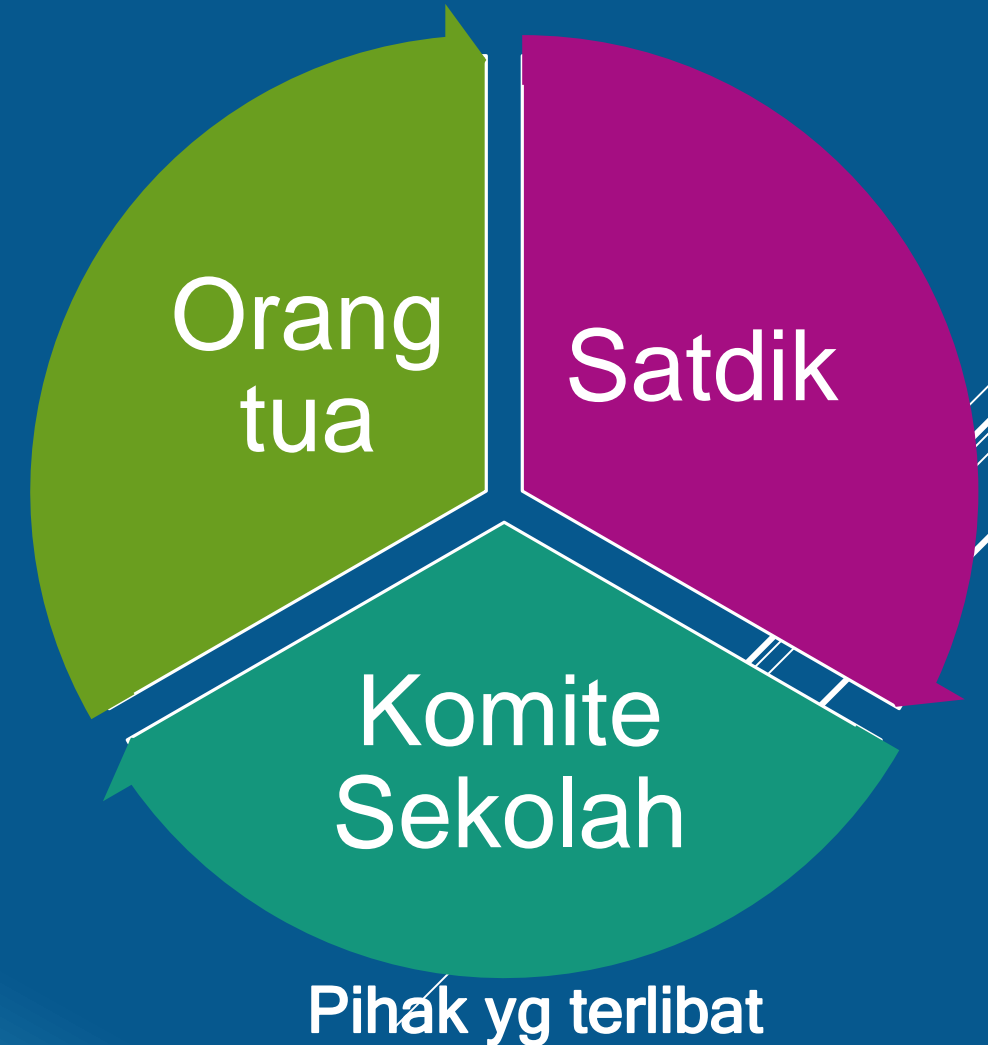 Orang
tua
Satdik
Komite
Sekolah
Pihak yg terlibat